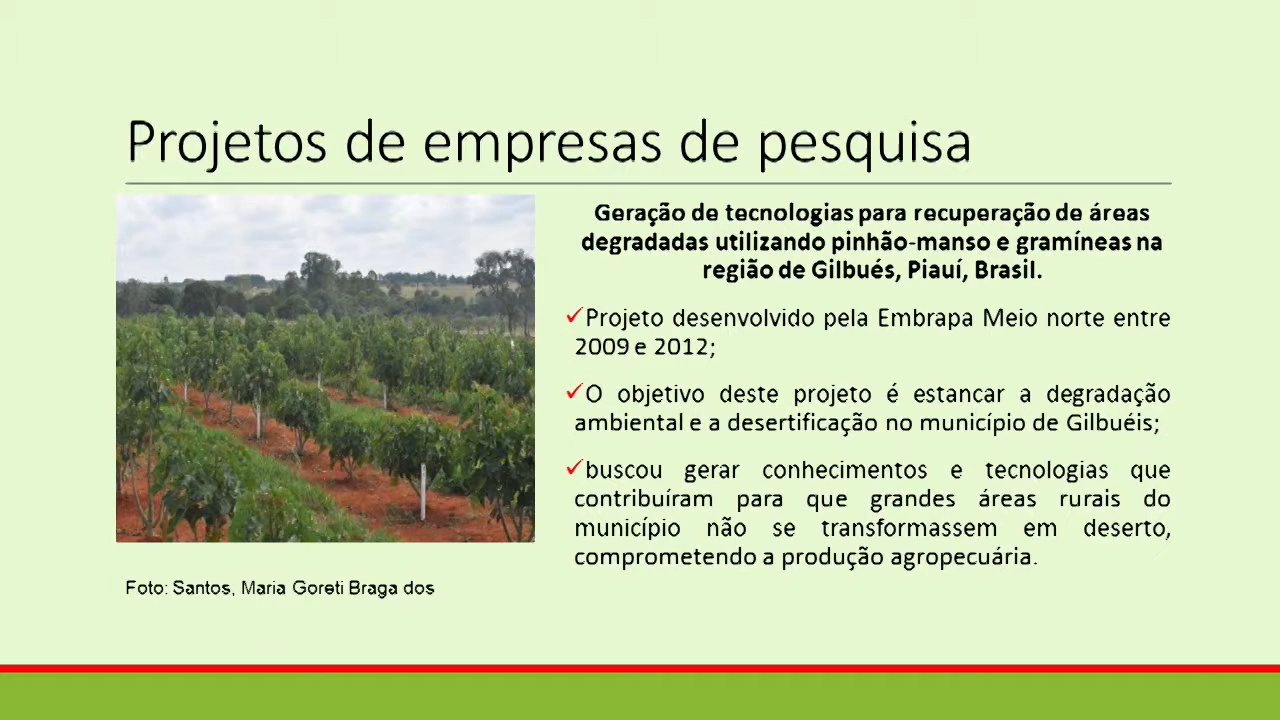 Projetos de empresas de pesquisa
Geração de tecnologias para recuperação de áreas
degradadas utilizando pinhão-manso e gramíneas na
região de Gilbués, Piauí, Brasil.
✓Projeto desenvolvido pela Embrapa Meio norte entre
2009 e 2012;
✓O objetivo deste projeto é estancar a degradação
ambiental e a desertificação no município de Gilbuéis;
✓buscou gerar conhecimentos e tecnologias que
contribuíram para que grandes áreas rurais do
município não se transformassem em deserto,
comprometendo a produção agropecuária.
Foto: Santos, Maria Goreti Braga dos